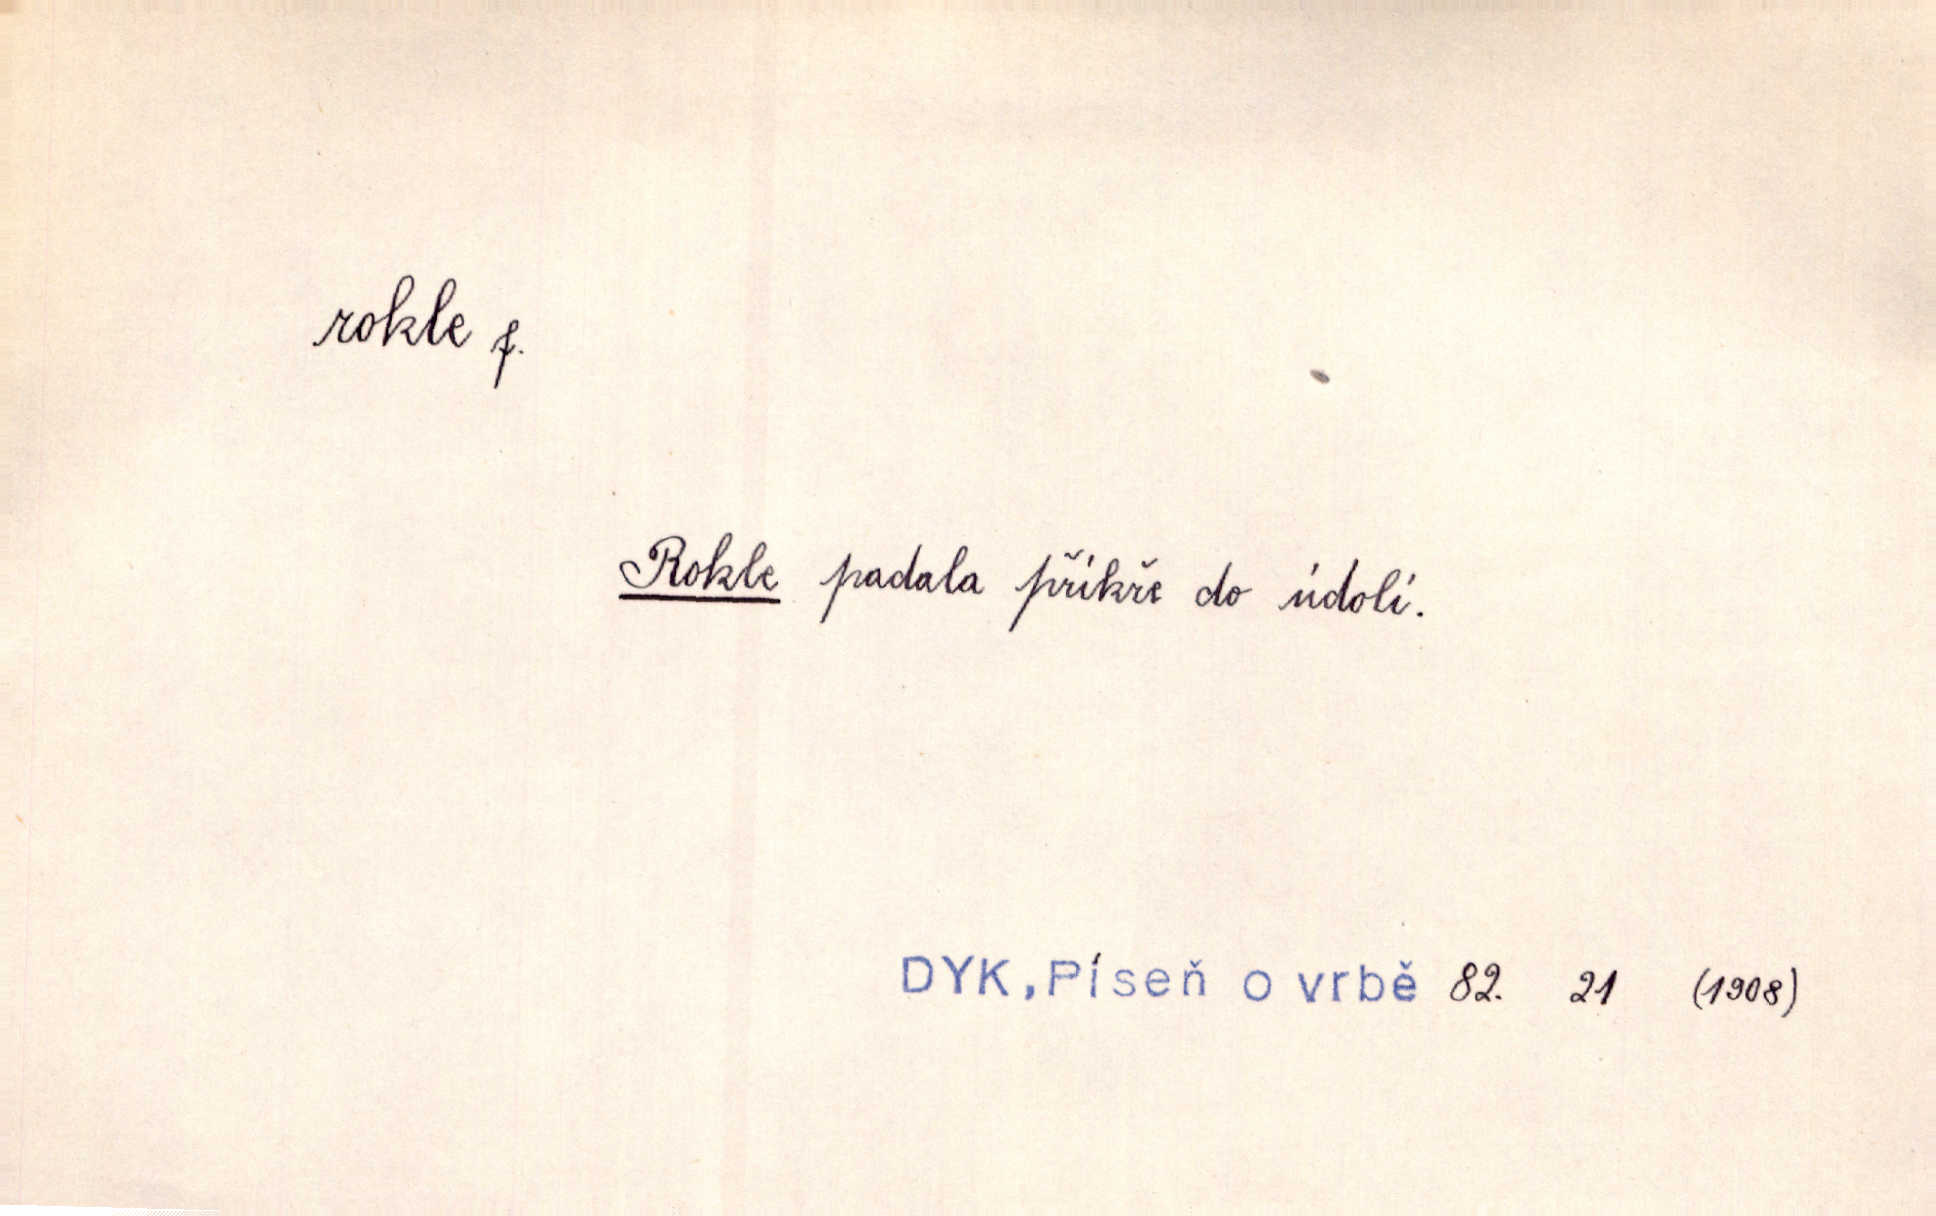 rokle f.
Rokle padala příkře do údolí.
DYK, Píseň o vrbě 82. 21 (1908)